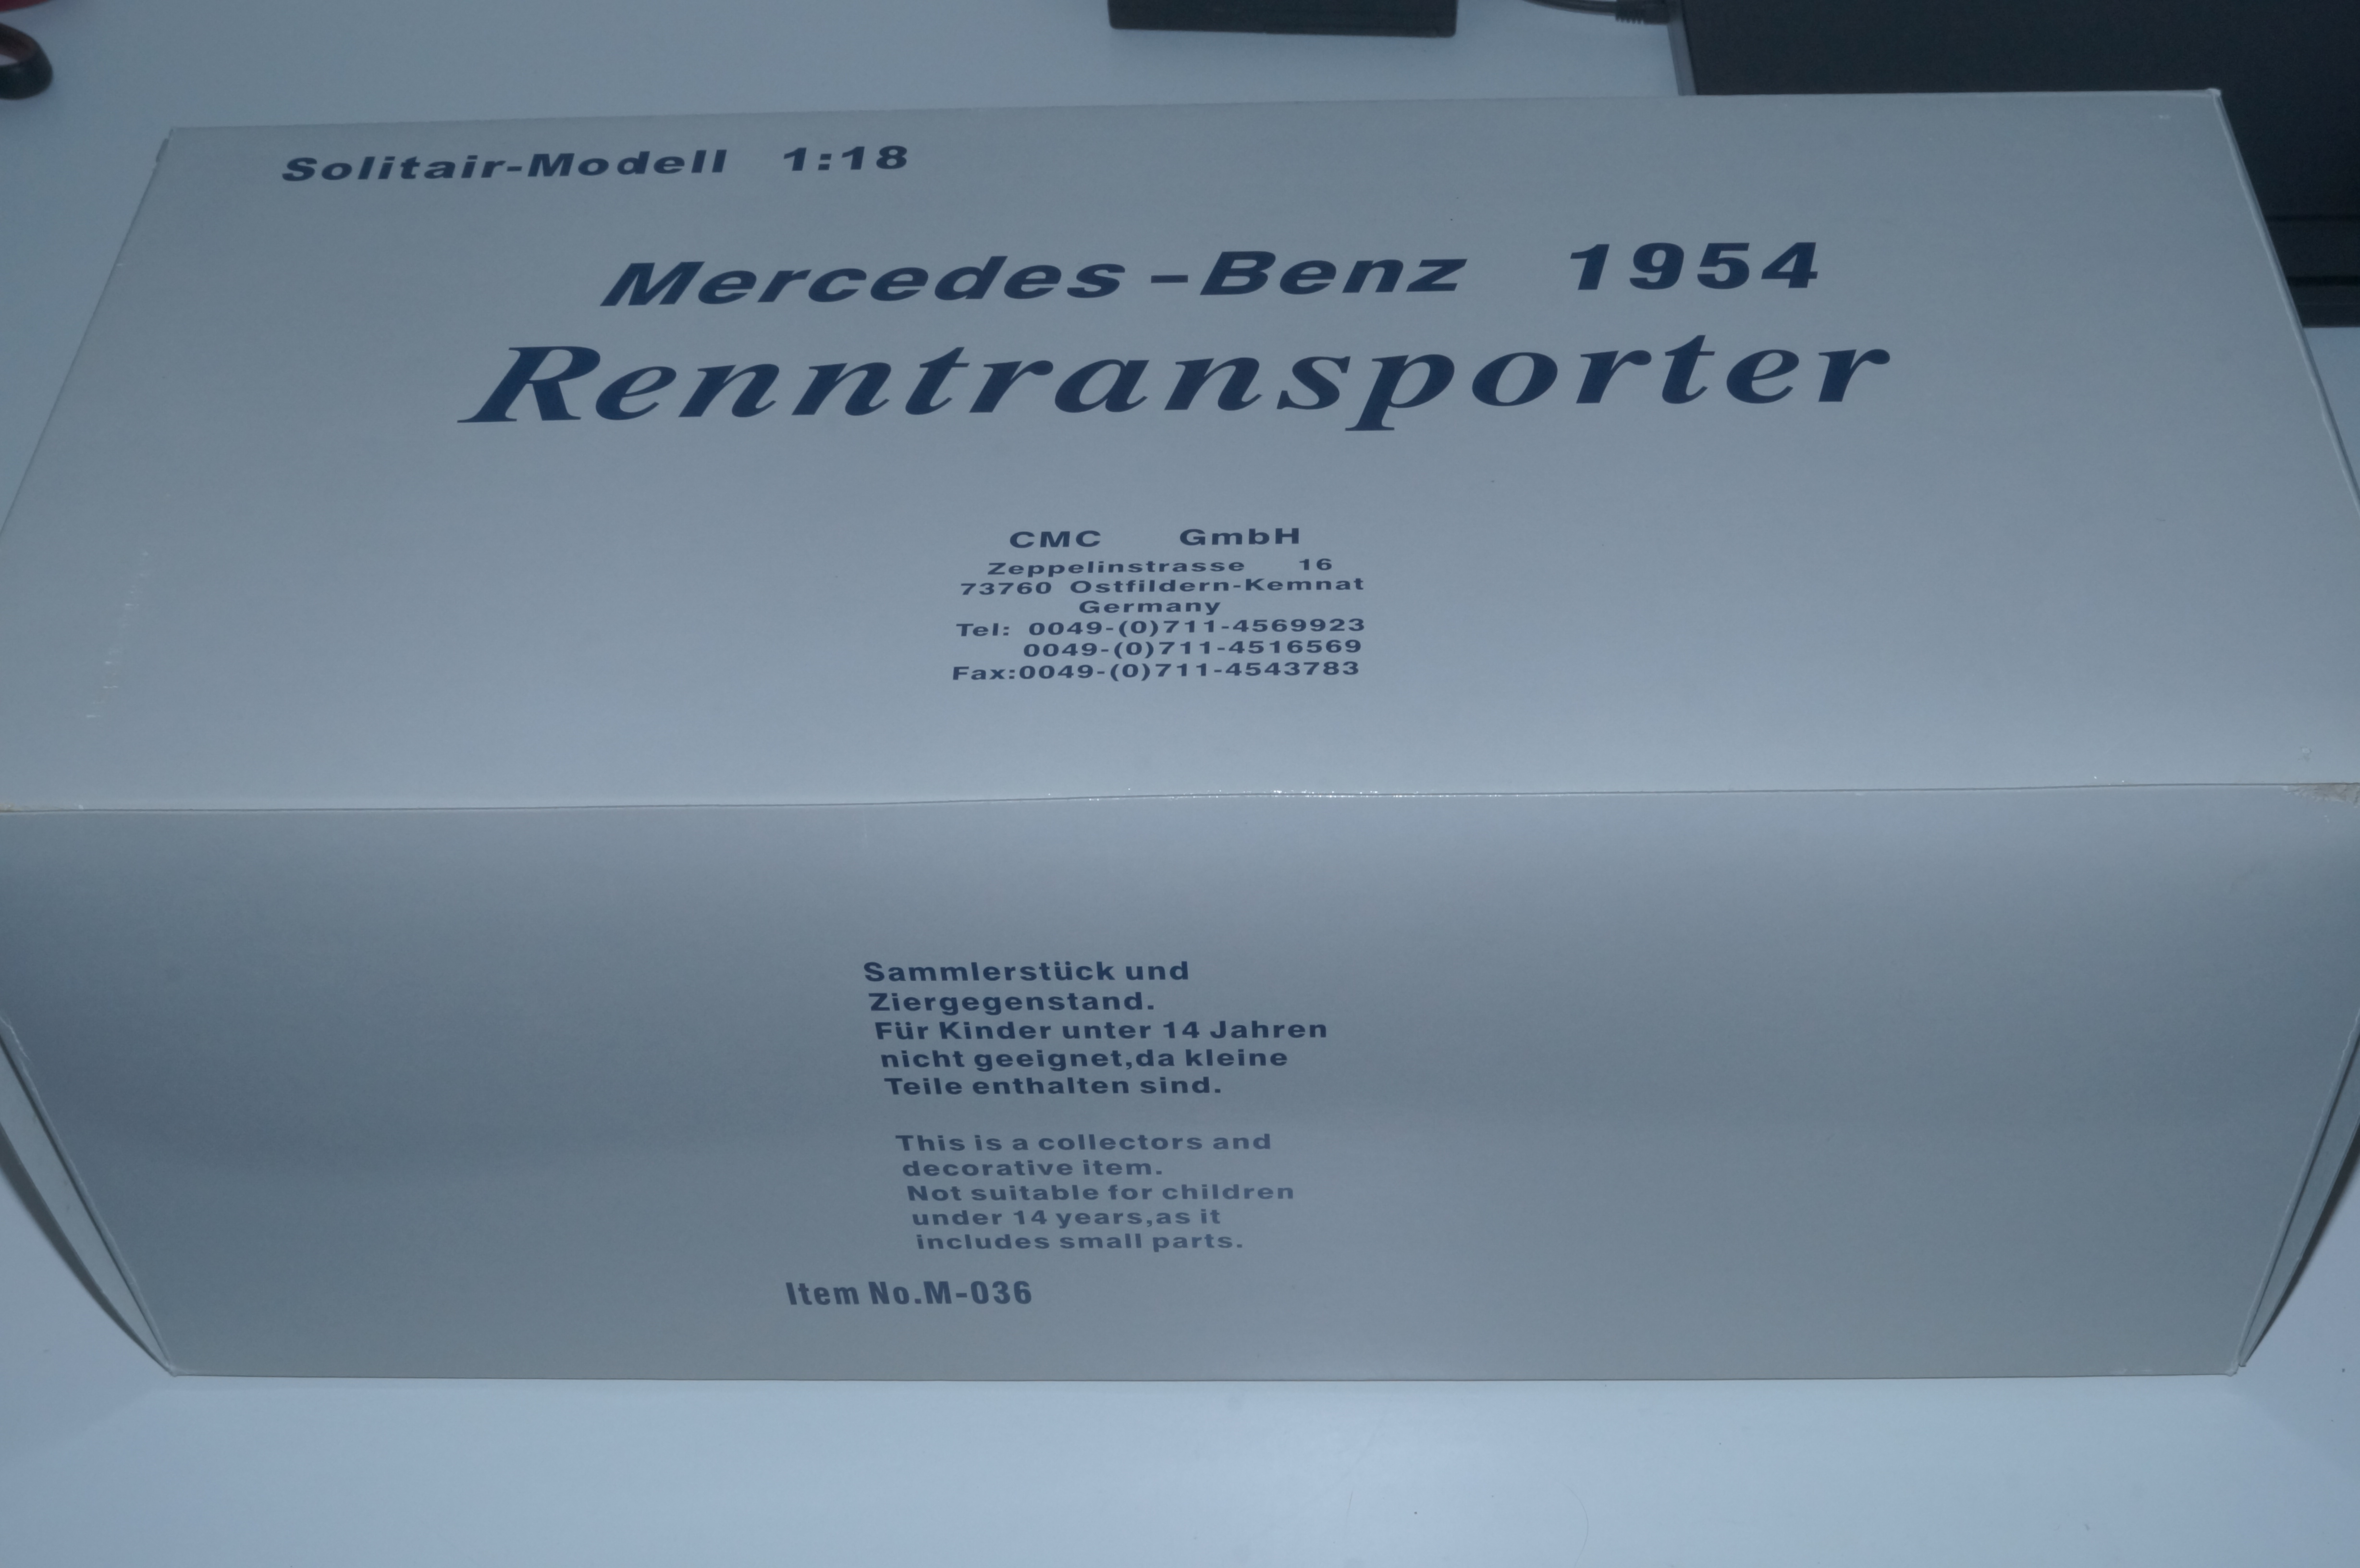 Solitair-Modell 1:18
Mercedes-Benz 1954
Renntransporter
CMC GmbH
Zeppelinstrasse 16
73760 Ostfildern-Kemnat
Germany
Tel: 0049-(0)711-4569923
0049-(0)711-4516569
Fax:0049-(0)711-4543783
Sammlerstück und
Ziergegenstand.
Für Kinder unter 14 Jahren
nicht geeignet,da kleine
Teile enthalten sind.
This is a collectors and
decorative item.
Not suitable for children
under 14 years,as it
includes small parts.
Item No.M-036